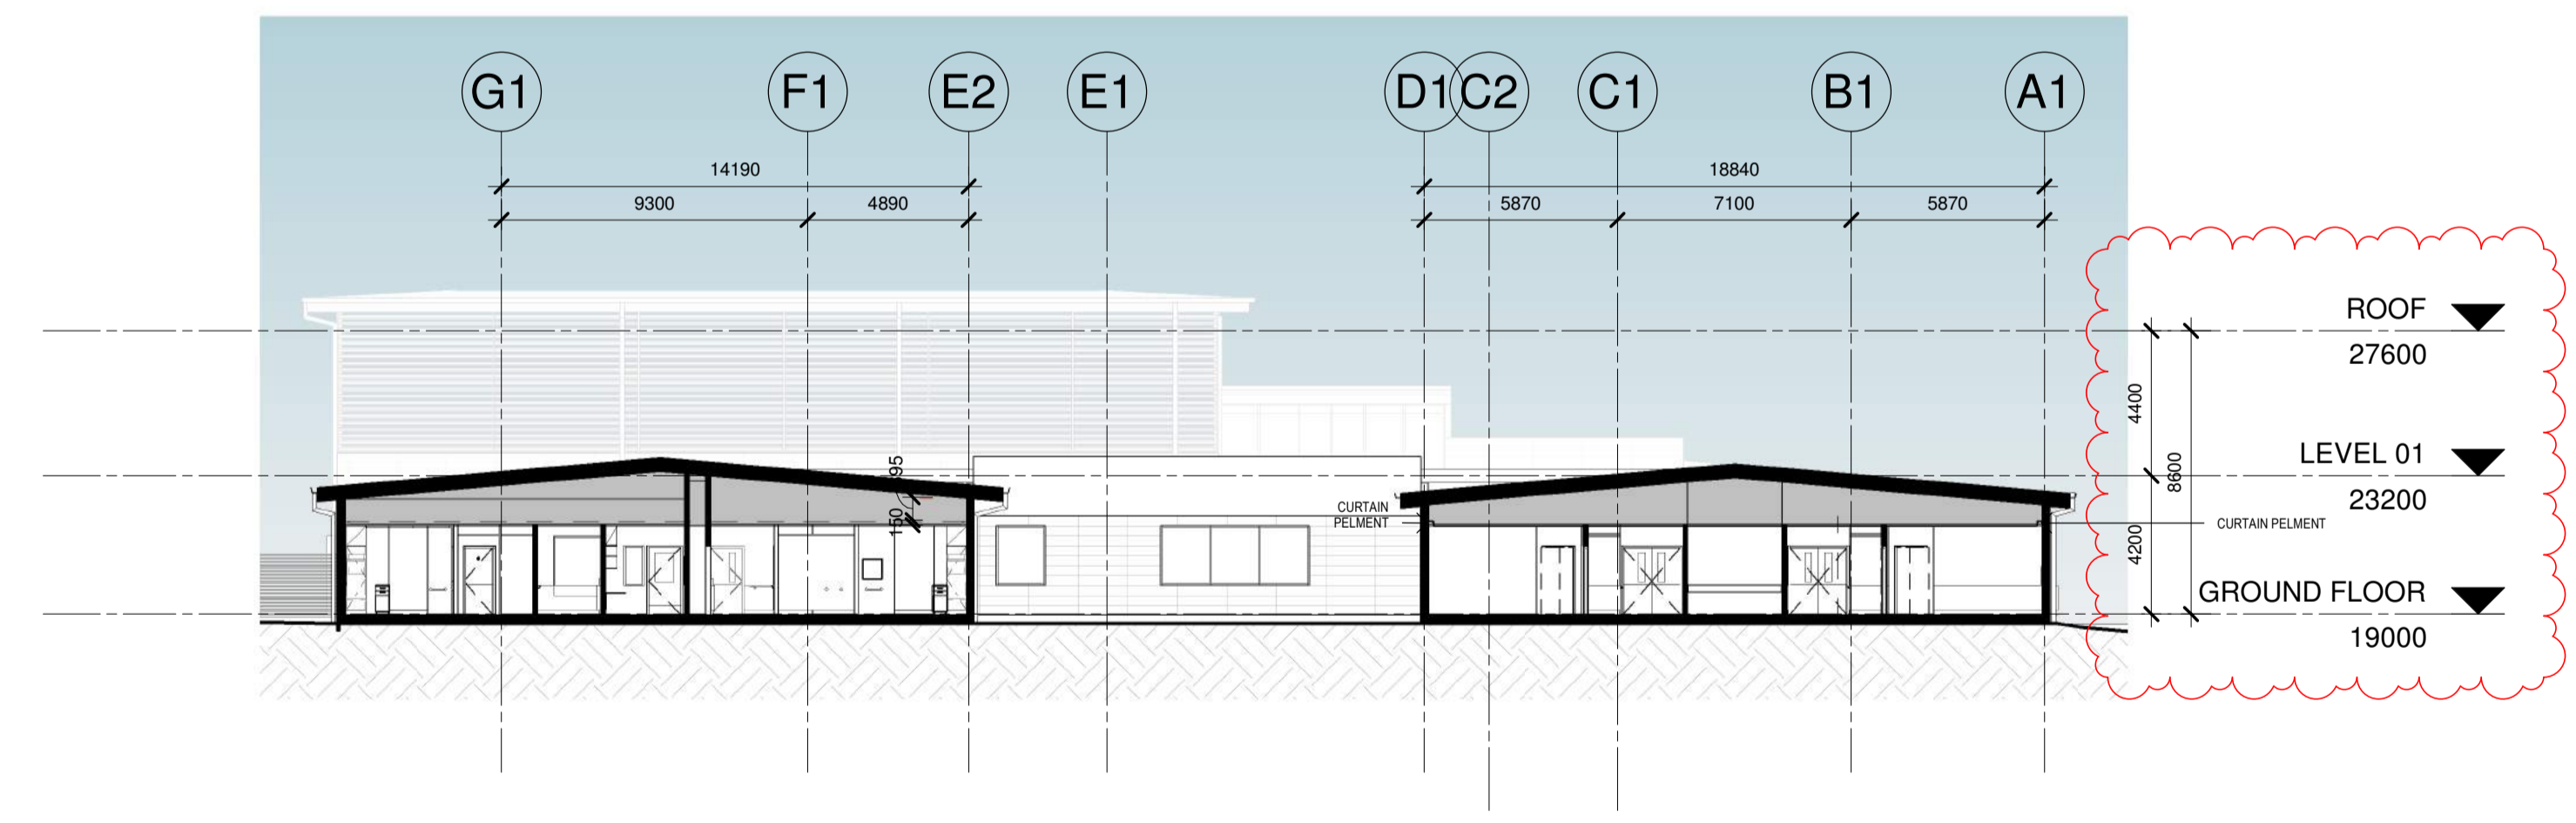 G1 F1 E2 E1 D1 C2 C1 B1 A1
14190 18840
9300 4890 5870 7100 5870
ROOF
27600
4400
LEVEL 01
23200
8600
CURTAIN
PELMENT
150
CURTAIN PELMENT
4200
GROUND FLOOR
19000